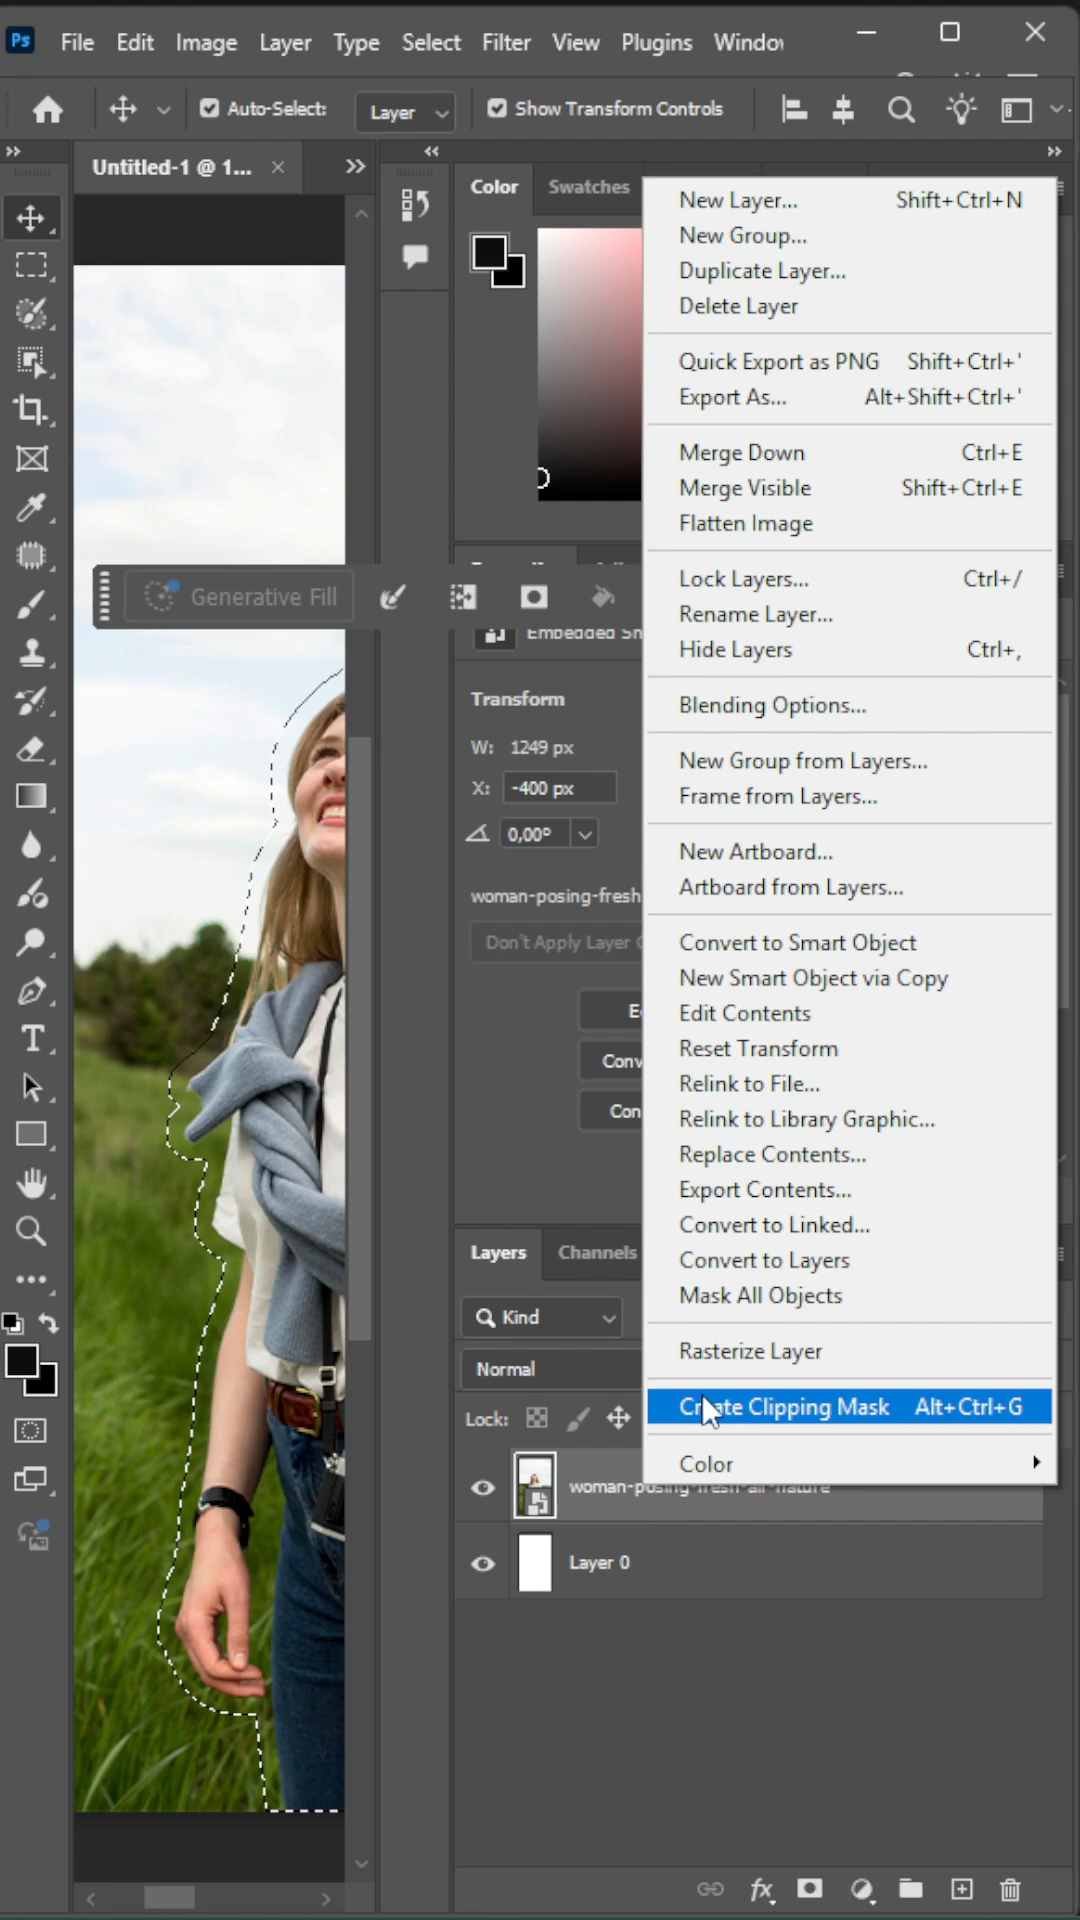 Ps File Edit Image Layer Type Select Filter View Plugins
Auto-Select: Layer Show Transform Controls
Untitled-1 @ 1...
Color Swatches
New Layer... Shift+Ctrl+N
New Group...
Duplicate Layer...
Delete Layer
Quick Export as PNG Shift+Ctrl+'
Export As... Alt+Shift+Ctrl+'
Merge Down Ctrl+E
Merge Visible Shift+Ctrl+E
Flatten Image
Lock Layers... Ctrl+/
Rename Layer...
Hide Layers Ctrl+,
Blending Options...
New Group from Layers...
Frame from Layers...
New Artboard...
Artboard from Layers...
Convert to Smart Object
New Smart Object via Copy
Edit Contents
Reset Transform
Relink to File...
Relink to Library Graphic...
Replace Contents...
Export Contents...
Convert to Linked...
Convert to Layers
Mask All Objects
Rasterize Layer
Create Clipping Mask Alt+Ctrl+G
Color
Generative Fill
Embedded
Transform
W: 1249 px
X: -400 px
0,00º
woman-posing-fresh
Don't Apply Layer
Layers Channels
Kind
Normal
Lock:
woman-posing-fresh-air-nature
Layer 0
fx